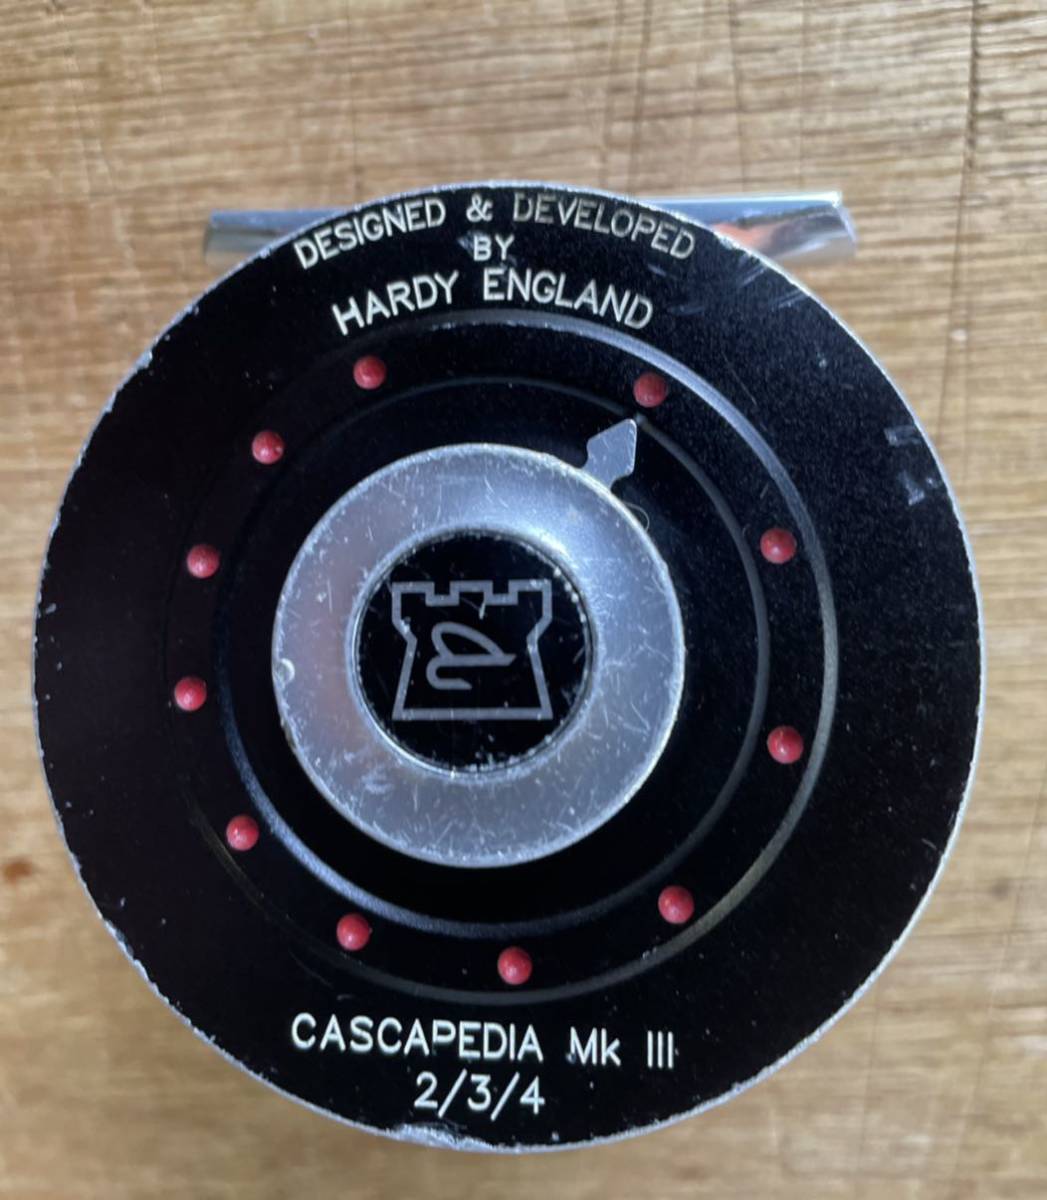 DESIGNED & DEVELOPED
BY
HARDY ENGLAND
a
CASCAPEDIA Mk III
2/3/4